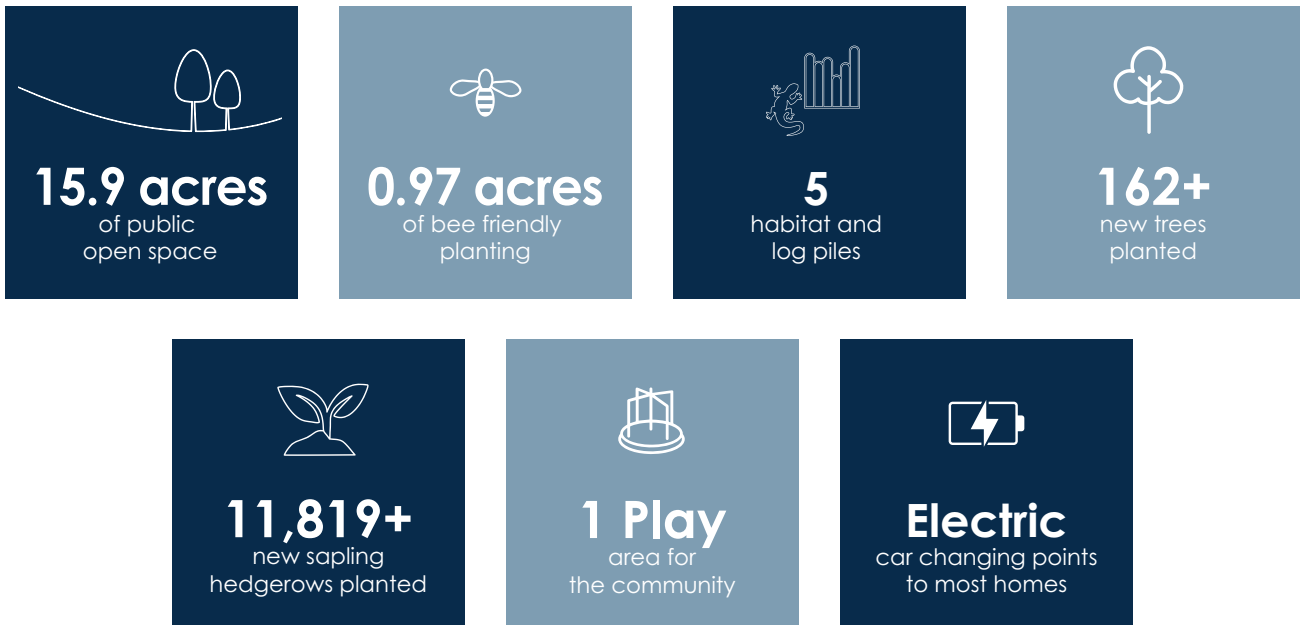 15.9 acres
of public
open space
0.97 acres
of bee friendly
planting
5
habitat and
log piles
162+
new trees
planted
11,819+
new sapling
hedgerows planted
1 Play
area for
the community
Electric
car changing points
to most homes